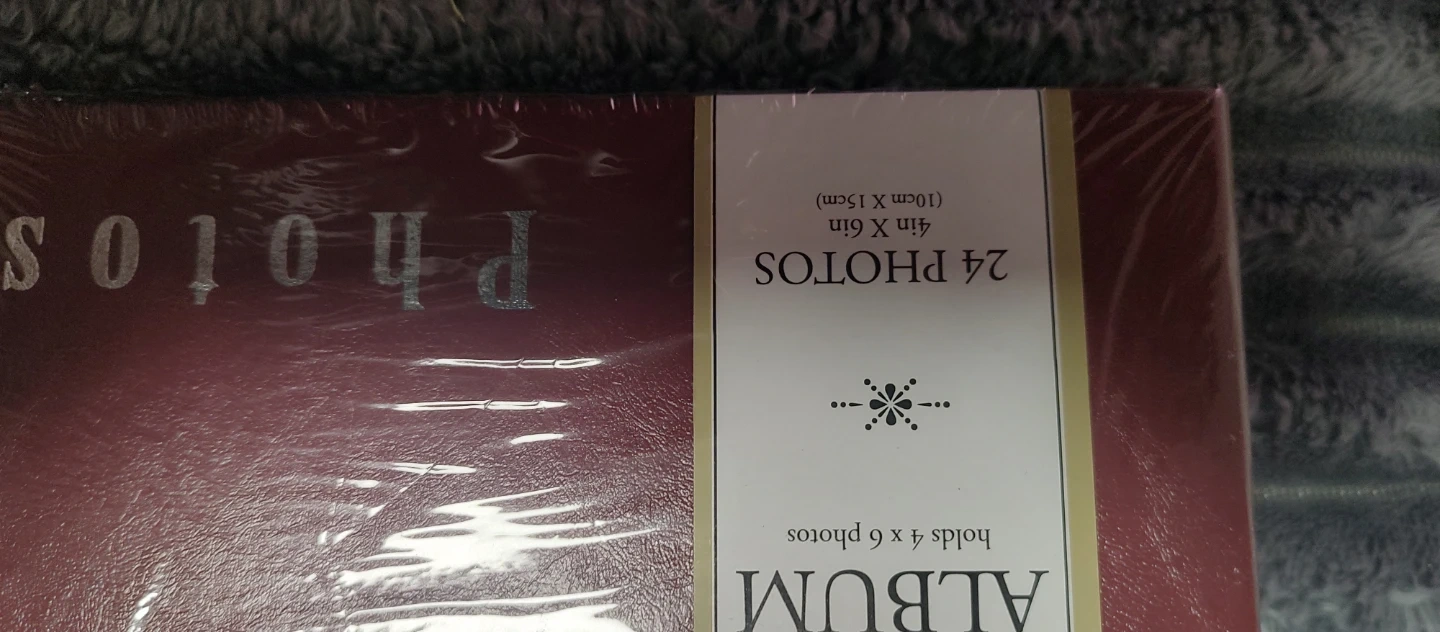 ALBUM
holds 4 x 6 photos
24 PHOTOS
4in X 6in
(10cm X 15cm)
Photos